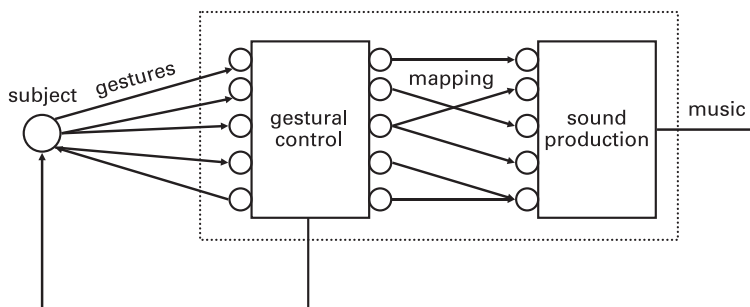 gestures
subject
mapping
gestural
control
sound
production
music